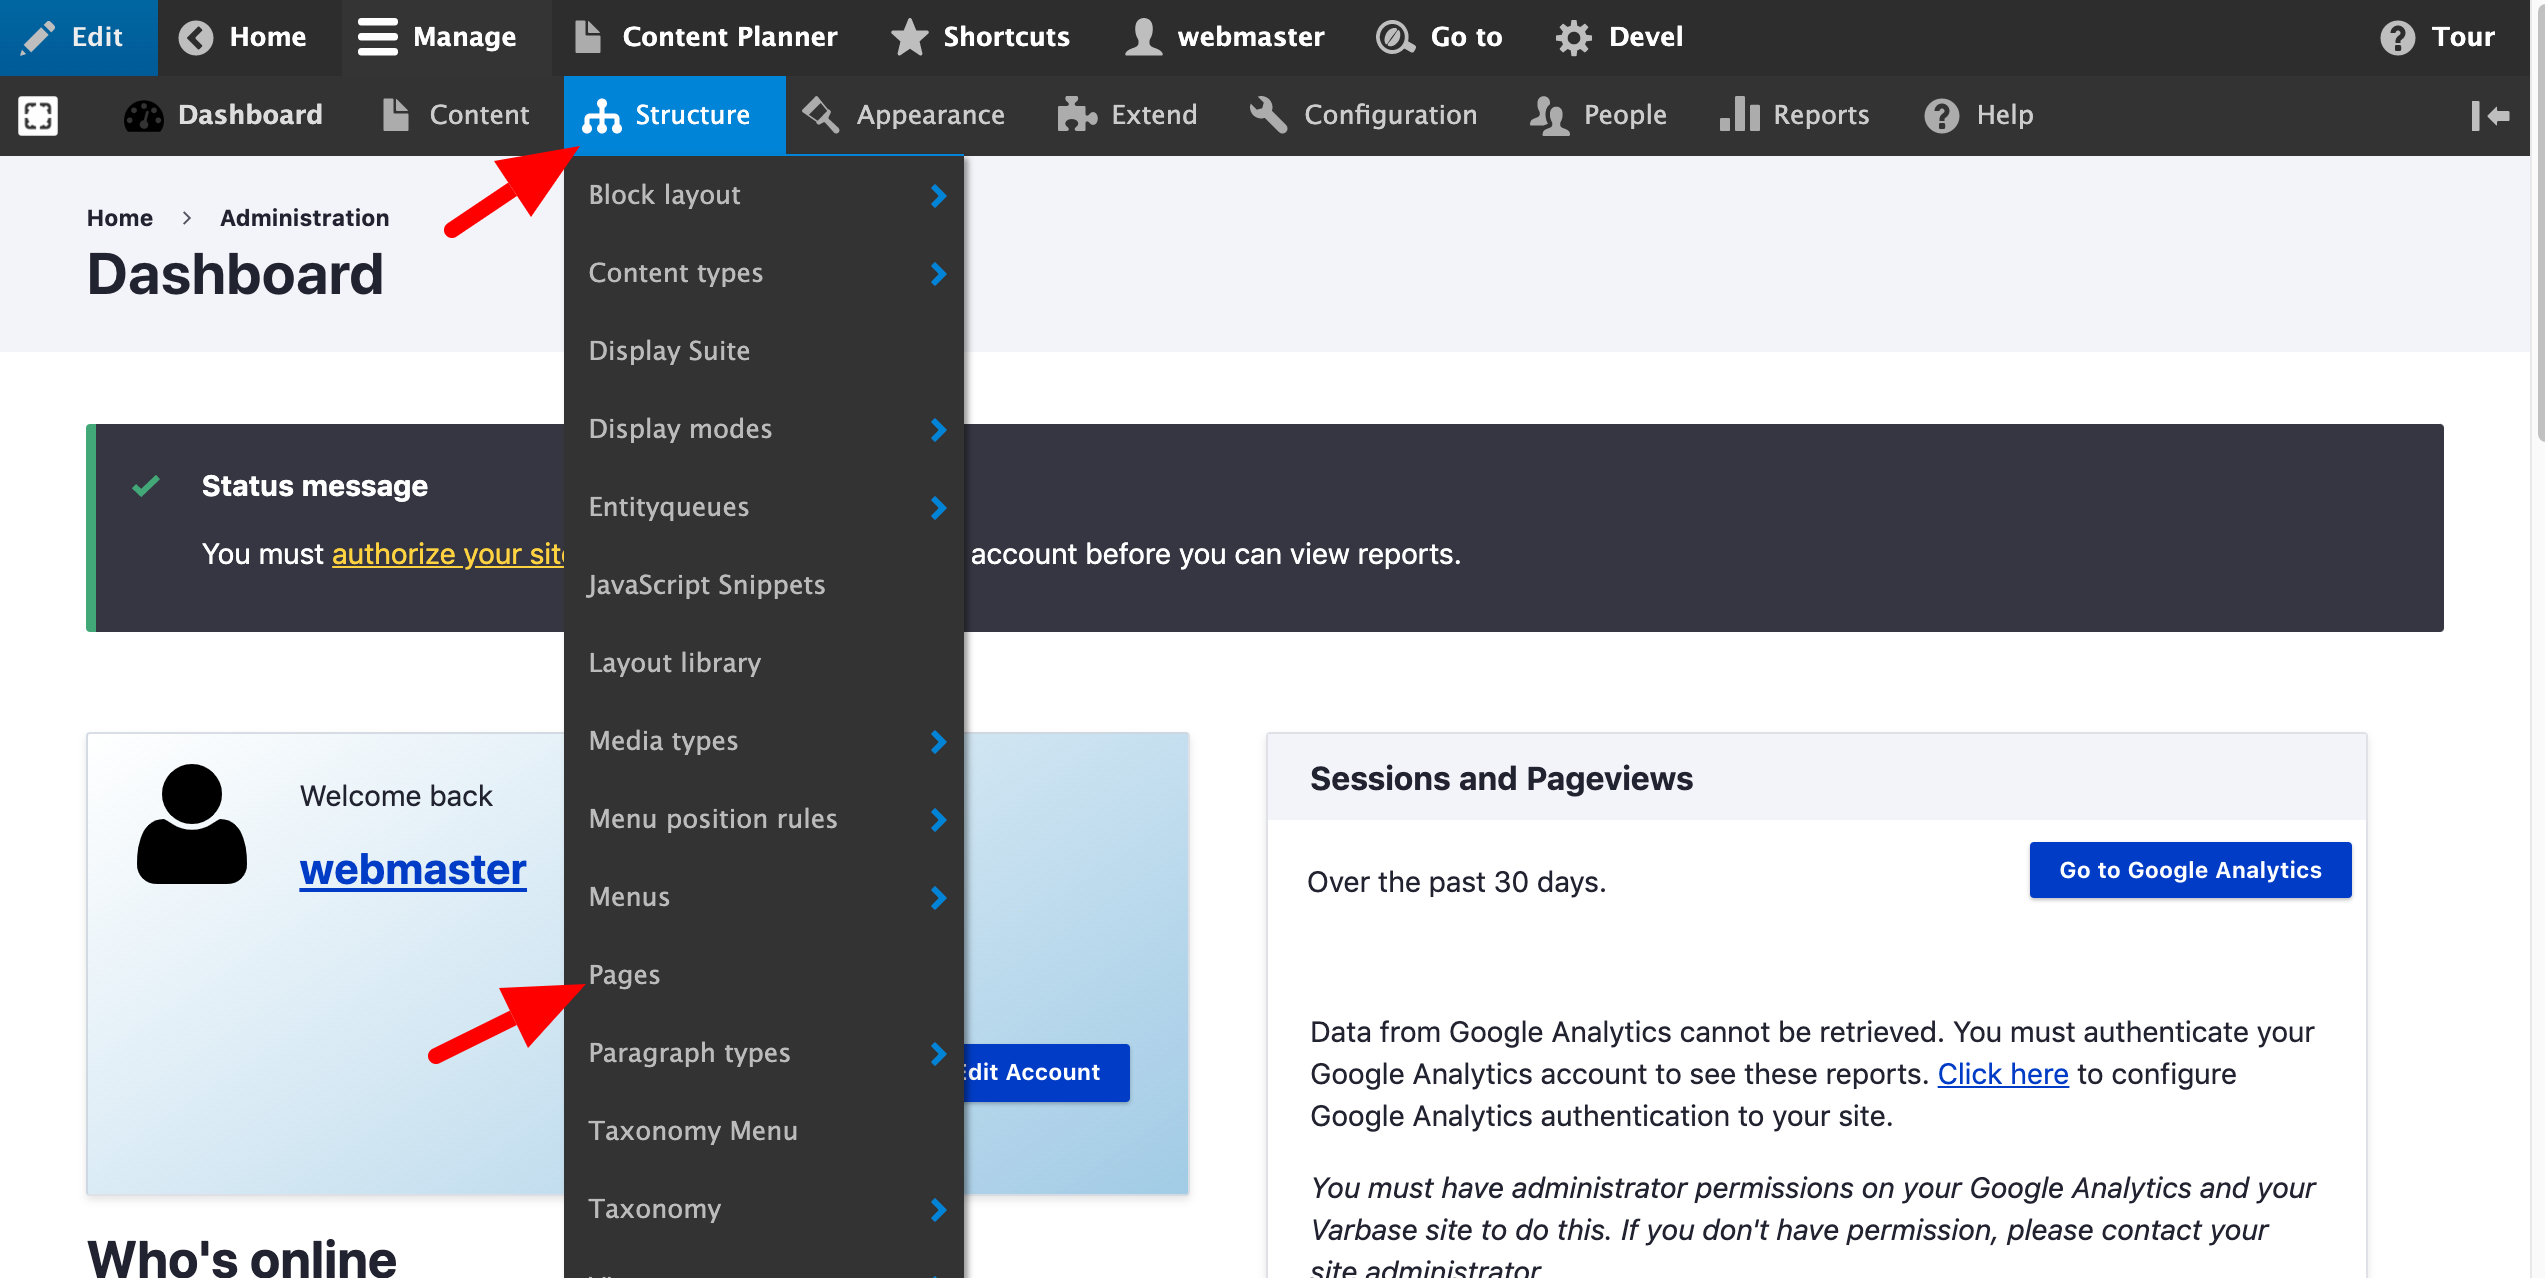 Edit Home Manage Content Planner Shortcuts webmaster Go to Devel Tour
Dashboard Content Structure Appearance Extend Configuration People Reports Help
Block layout
Content types
Display Suite
Display modes
Entityqueues
JavaScript Snippets
Layout library
Media types
Menu position rules
Menus
Pages
Paragraph types
Taxonomy Menu
Taxonomy
Home > Administration
Dashboard
Status message
You must authorize your site account before you can view reports.
Welcome back
webmaster
Edit Account
Who's online
Sessions and Pageviews
Over the past 30 days.
Go to Google Analytics
Data from Google Analytics cannot be retrieved. You must authenticate your
Google Analytics account to see these reports. Click here to configure
Google Analytics authentication to your site.
You must have administrator permissions on your Google Analytics and your
Varbase site to do this. If you don't have permission, please contact your
site administrator